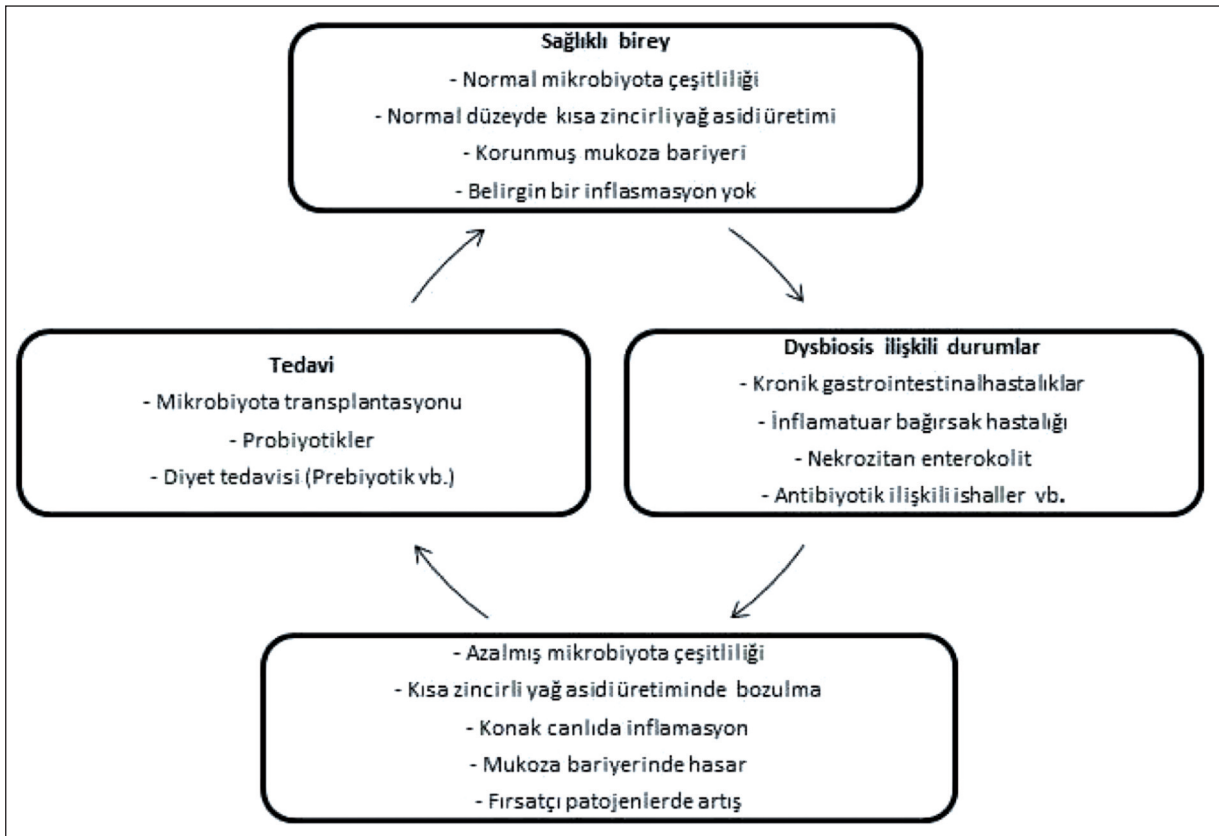 Sağlıklı birey
- Normal mikrobiyota çeşitliliği
- Normal düzeyde kısa zincirli yağ asidi üretimi
- Korunmuş mukoza bariyeri
- Belirgin bir inflasmasyon yok
Dysbiosis ilişkili durumlar
- Kronik gastrointestinal hastalıklar
- İnflamatuar bağırsak hastalığı
- Nekrozitan enterokolit
- Antibiyotik ilişkili ishaller vb.
- Azalmış mikrobiyota çeşitliliği
- Kısa zincirli yağ asidi üretiminde bozulma
- Konak canlıda inflamasyon
- Mukoza bariyerinde hasar
- Fırsatçı patojenlerde artış
Tedavi
- Mikrobiyota transplantasyonu
- Probiyotikler
- Diyet tedavisi (Prebiyotik vb.)